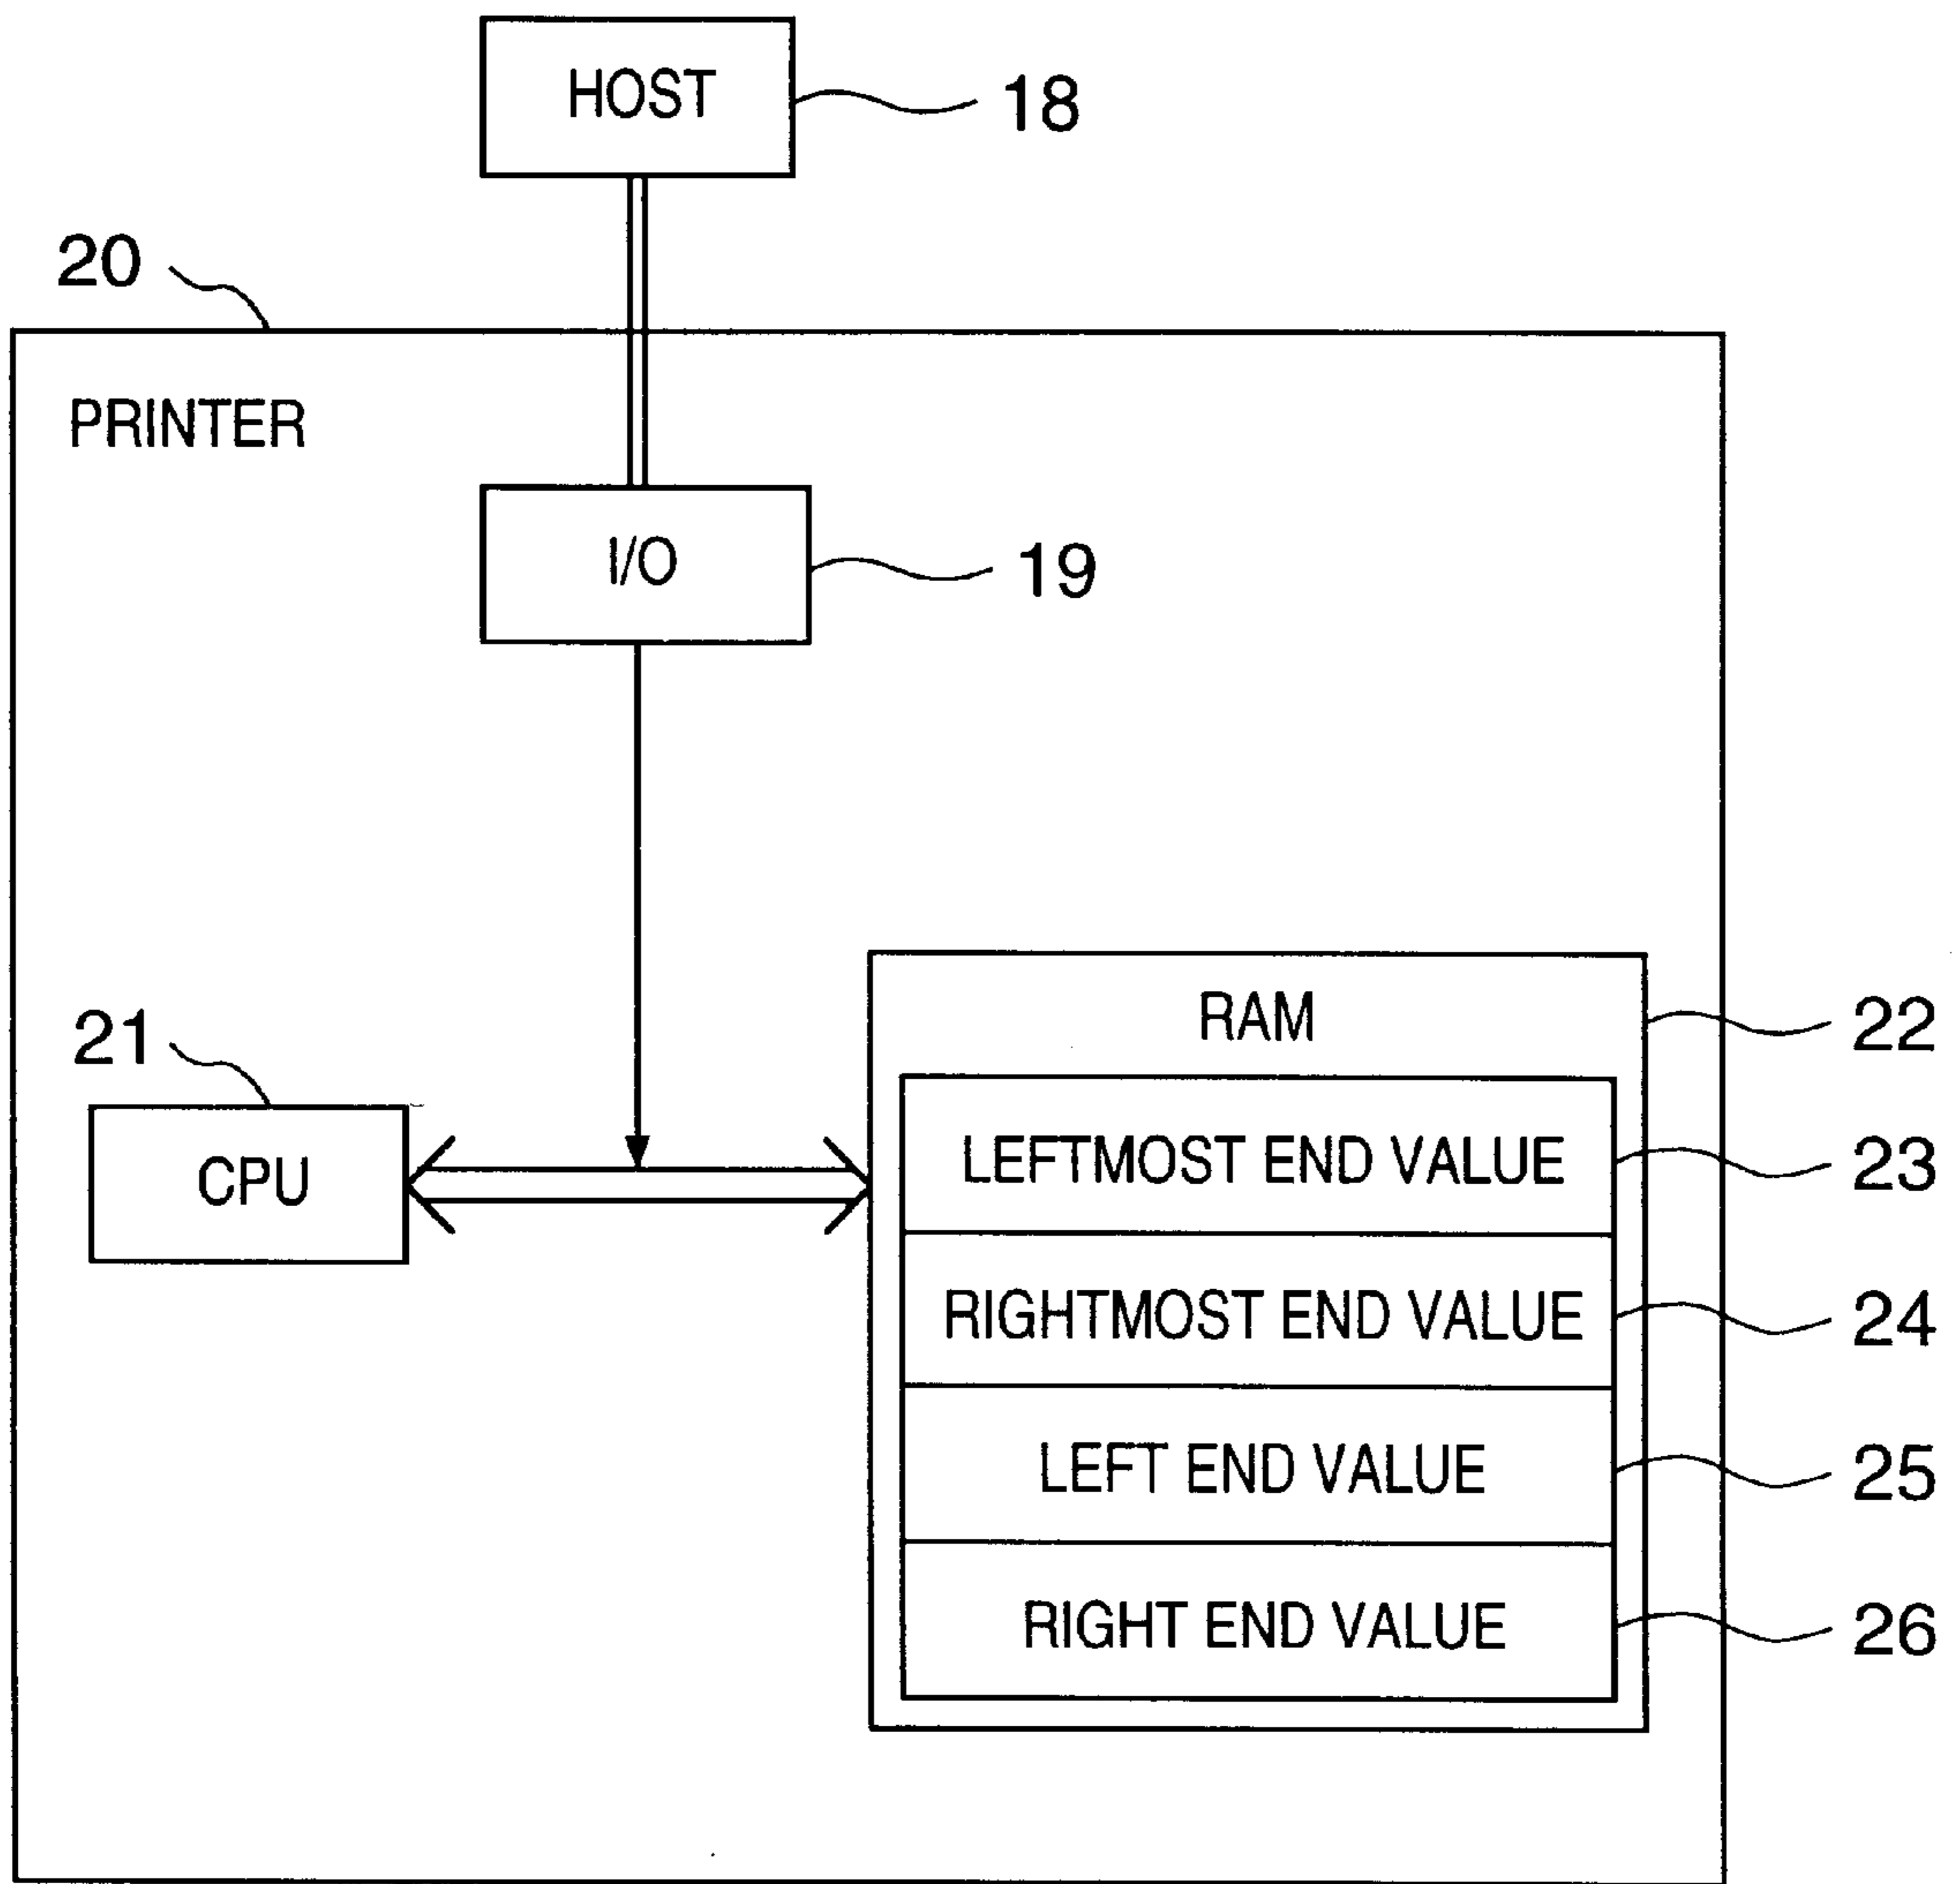 HOST
18
20
PRINTER
I/O
19
RAM
22
21
CPU
LEFTMOST END VALUE
23
RIGHTMOST END VALUE
24
LEFT END VALUE
25
RIGHT END VALUE
26